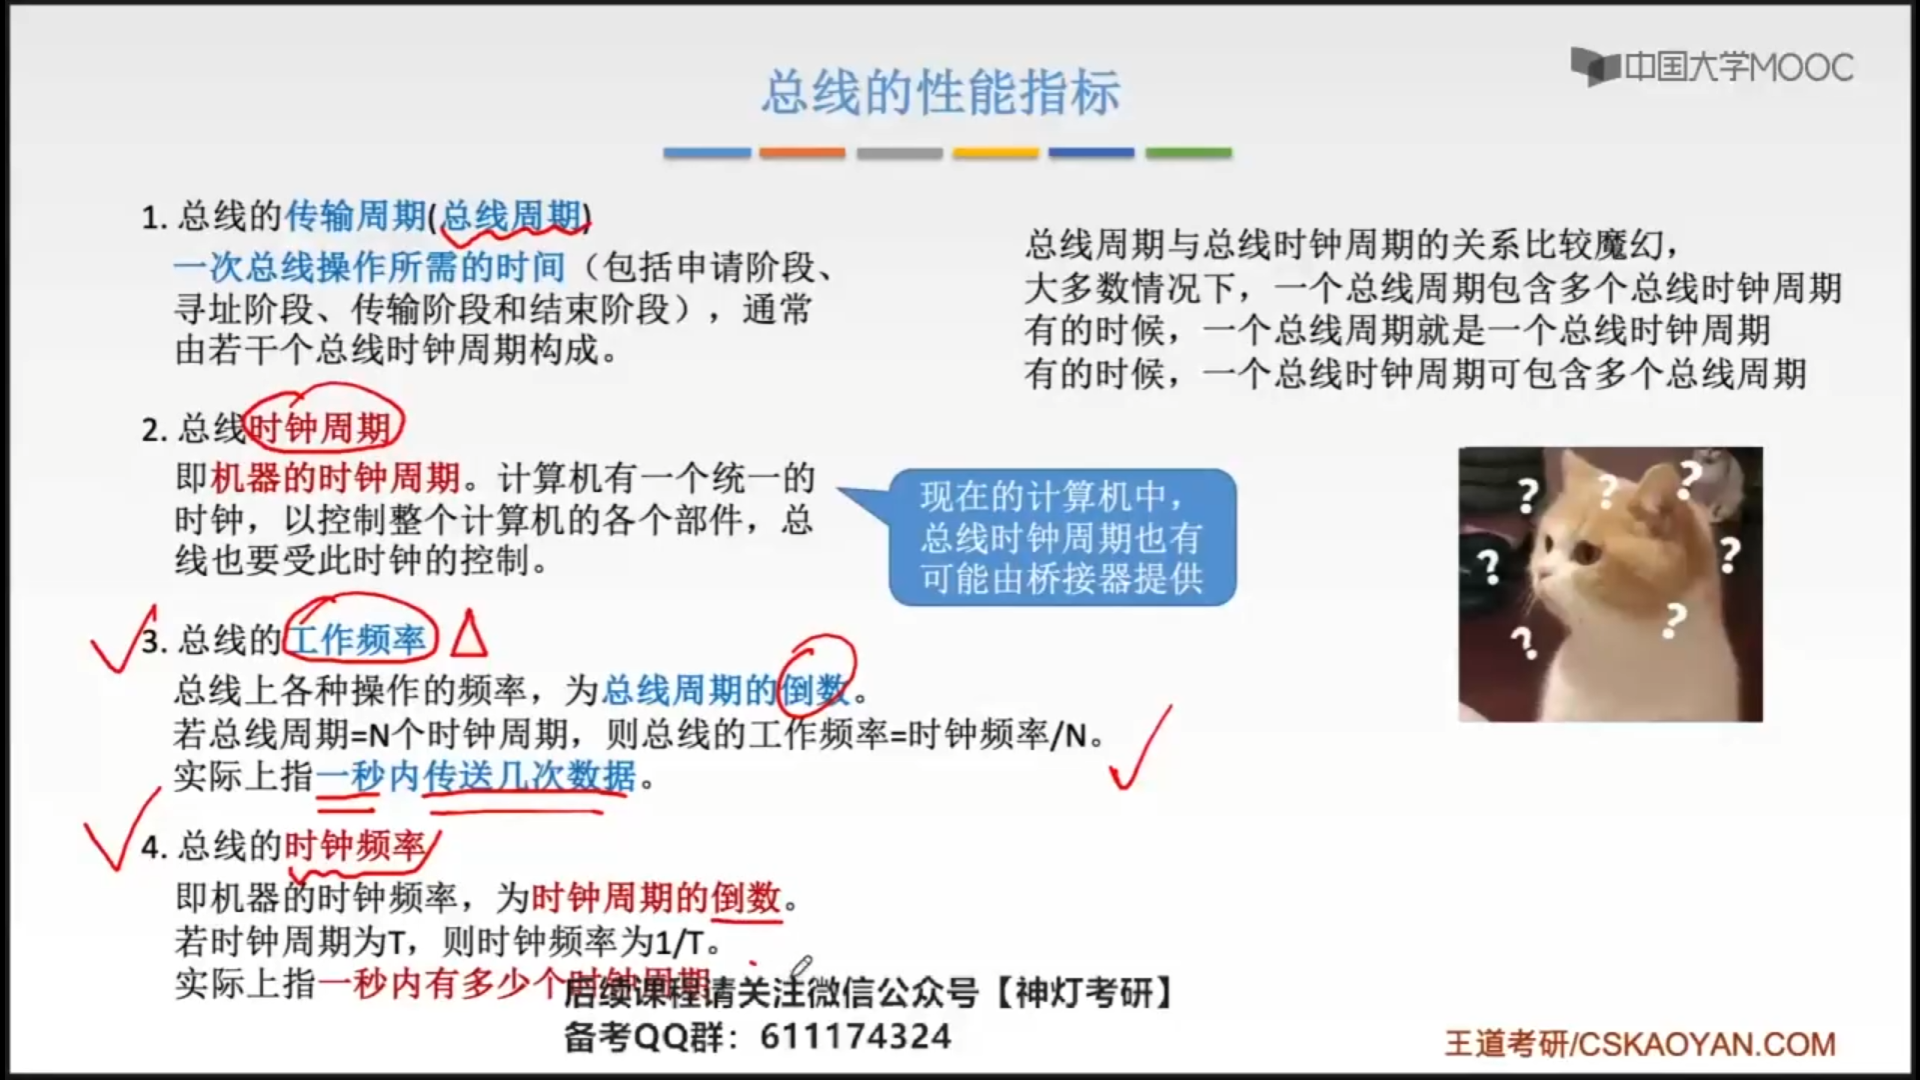 中国大学MOOC
总线的性能指标
1. 总线的传输周期(总线周期)
一次总线操作所需的时间（包括申请阶段、
寻址阶段、传输阶段和结束阶段），通常
由若干个总线时钟周期构成。
2. 总线时钟周期
即机器的时钟周期。计算机有一个统一的
时钟，以控制整个计算机的各个部件，总
线也要受此时钟的控制。
3. 总线的工作频率
总线上各种操作的频率，为总线周期的倒数。
若总线周期=N个时钟周期，则总线的工作频率=时钟频率/N。
实际上指一秒内传送几次数据。
4. 总线的时钟频率
即机器的时钟频率，为时钟周期的倒数。
若时钟周期为T，则时钟频率为1/T。
实际上指一秒内有多少个时钟周期
总线周期与总线时钟周期的关系比较魔幻，
大多数情况下，一个总线周期包含多个总线时钟周期
有的时候，一个总线周期就是一个总线时钟周期
有的时候，一个总线时钟周期可包含多个总线周期
现在的计算机中，
总线时钟周期也有
可能由桥接器提供
? ? ?
? ?
? ?
后续课程请关注微信公众号【神灯考研】
备考QQ群：611174324
王道考研/CSKAOYAN.COM